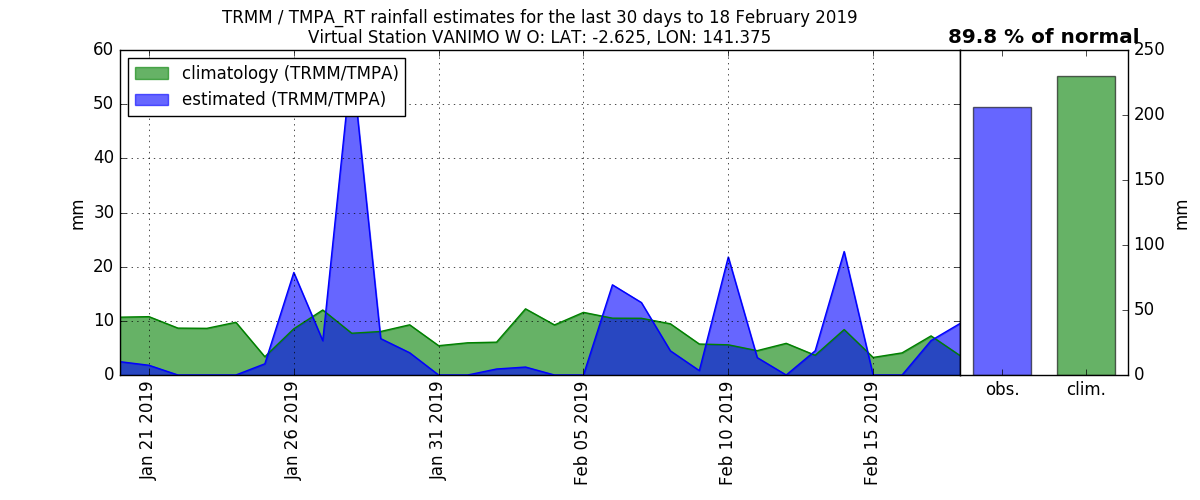 TRMM / TMPA_RT rainfall estimates for the last 30 days to 18 February 2019
Virtual Station VANIMO W O: LAT: -2.625, LON: 141.375
89.8 % of normal
climatology (TRMM/TMPA)
estimated (TRMM/TMPA)
mm
60
50
40
30
20
10
0
Jan 21 2019
Jan 26 2019
Jan 31 2019
Feb 05 2019
Feb 10 2019
Feb 15 2019
obs.
clim.
250
200
150
100
50
0
mm